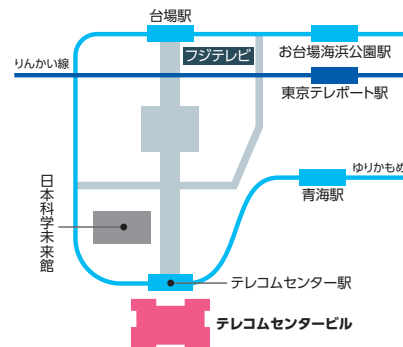 台場駅
フジテレビ
お台場海浜公園駅
りんかい線
東京テレポート駅
ゆりかもめ
青海駅
日本科学未来館
テレコムセンター駅
テレコムセンタービル